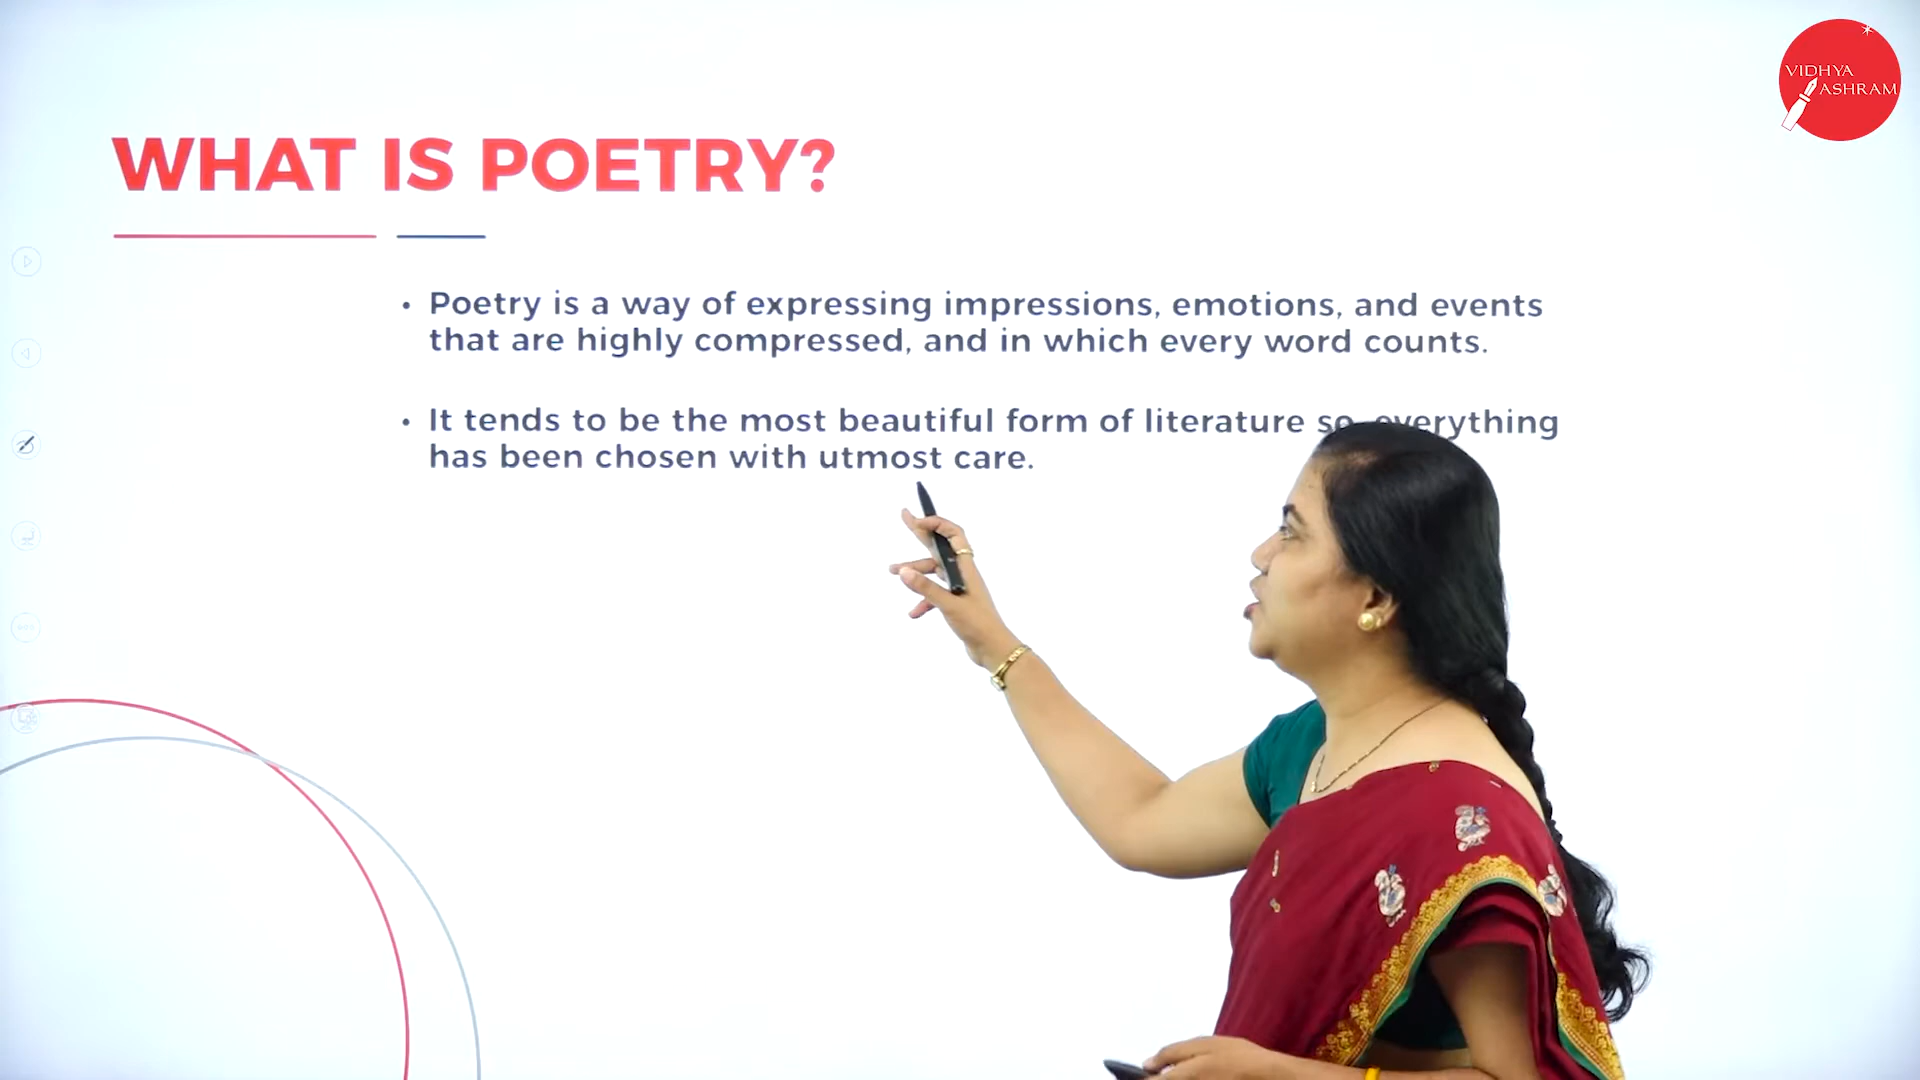 VIDHYA
ASHRAM
WHAT IS POETRY?
• Poetry is a way of expressing impressions, emotions, and events
that are highly compressed, and in which every word counts.
• It tends to be the most beautiful form of literature so everything
has been chosen with utmost care.